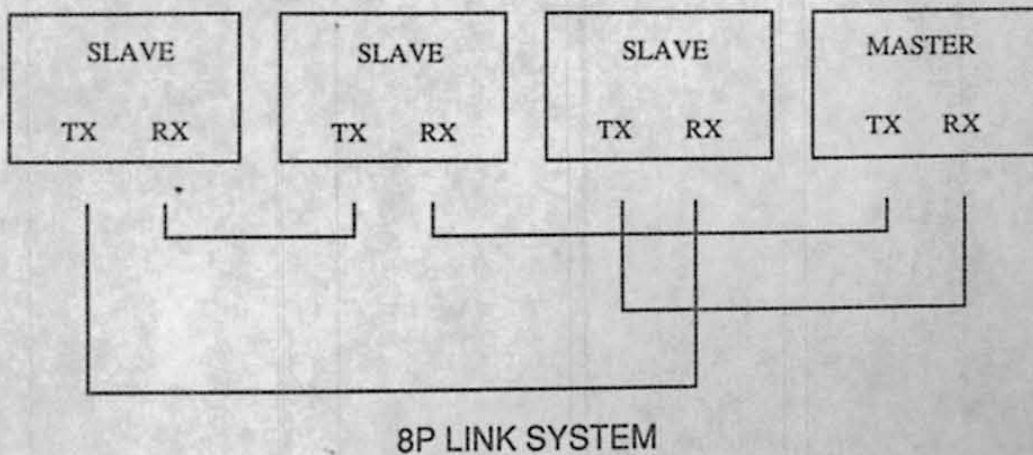 SLAVE SLAVE SLAVE MASTER
TX RX TX RX TX RX TX RX
8P LINK SYSTEM